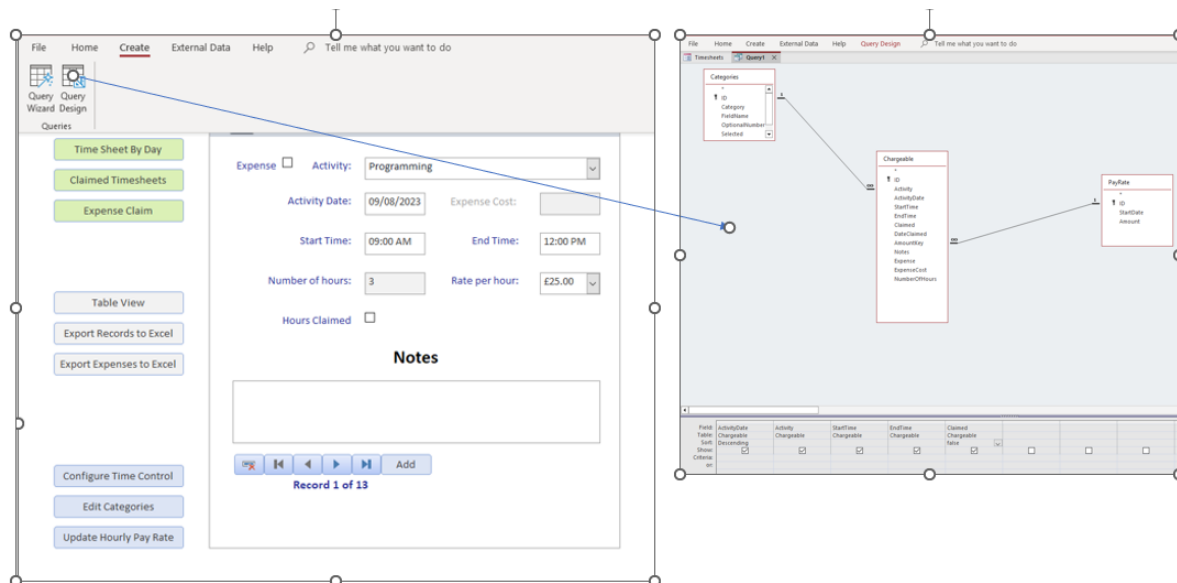 File Home Create External Data Help Tell me what you want to do
Query Wizard
Query Design
Queries
Time Sheet By Day
Claimed Timesheets
Expense Claim
Table View
Export Records to Excel
Export Expenses to Excel
Configure Time Control
Edit Categories
Update Hourly Pay Rate
Expense Activity: Programming
Activity Date: 09/08/2023 Expense Cost:
Start Time: 09:00 AM End Time: 12:00 PM
Number of hours: 3 Rate per hour: £25.00
Hours Claimed
Notes
Add
Record 1 of 13
File Home Create External Data Help Query Design Tell me what you want to do
Timesheets Query1
Categories
*
ID
Category
FieldName
OptionalNumber
Selected
1
∞
Chargeable
*
ID
Activity
ActivityDate
StartTime
EndTime
Claimed
DateClaimed
AmountKey
Notes
Expense
ExpenseCost
NumberOfHours
∞
1
PayRate
*
ID
StartDate
Amount
Field: ActivityDate Activity StartTime EndTime Claimed
Table: Chargeable Chargeable Chargeable Chargeable Chargeable
Sort: Descending false
Show:
Criteria:
or: